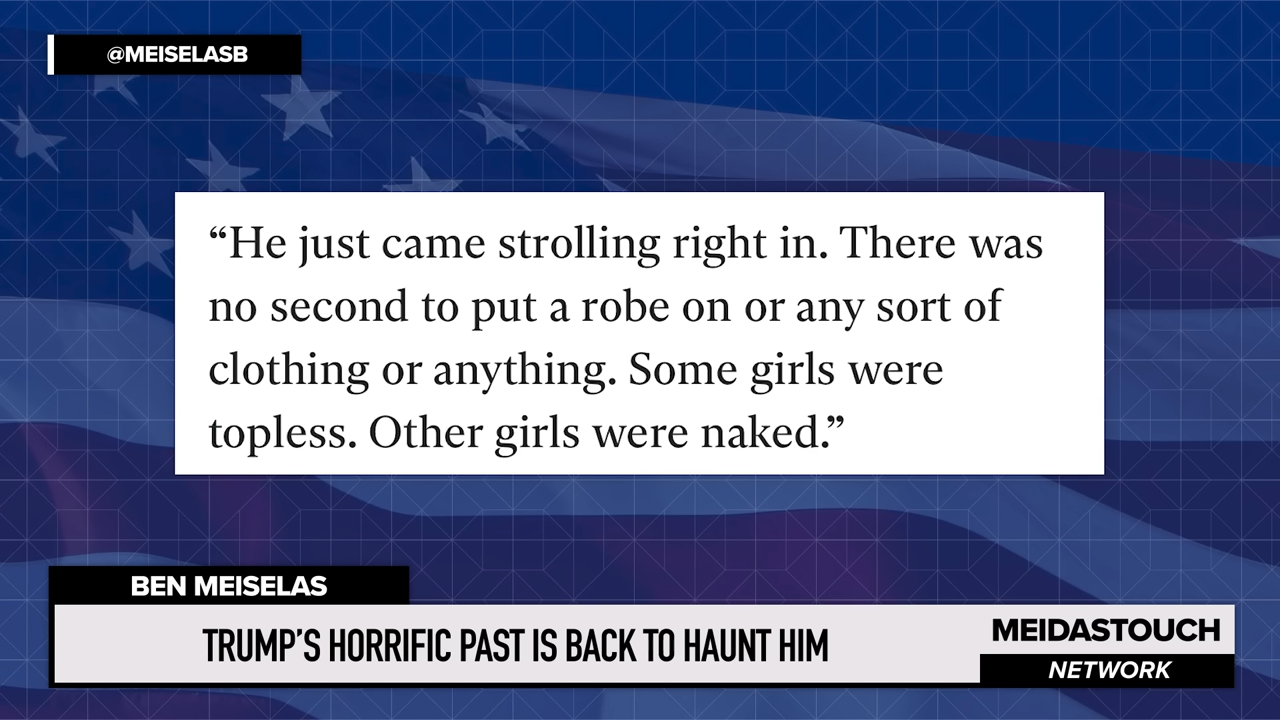 @MEISELASB
“He just came strolling right in. There was
no second to put a robe on or any sort of
clothing or anything. Some girls were
topless. Other girls were naked.”
BEN MEISELAS
TRUMP’S HORRIFIC PAST IS BACK TO HAUNT HIM
MEIDASTOUCH
NETWORK